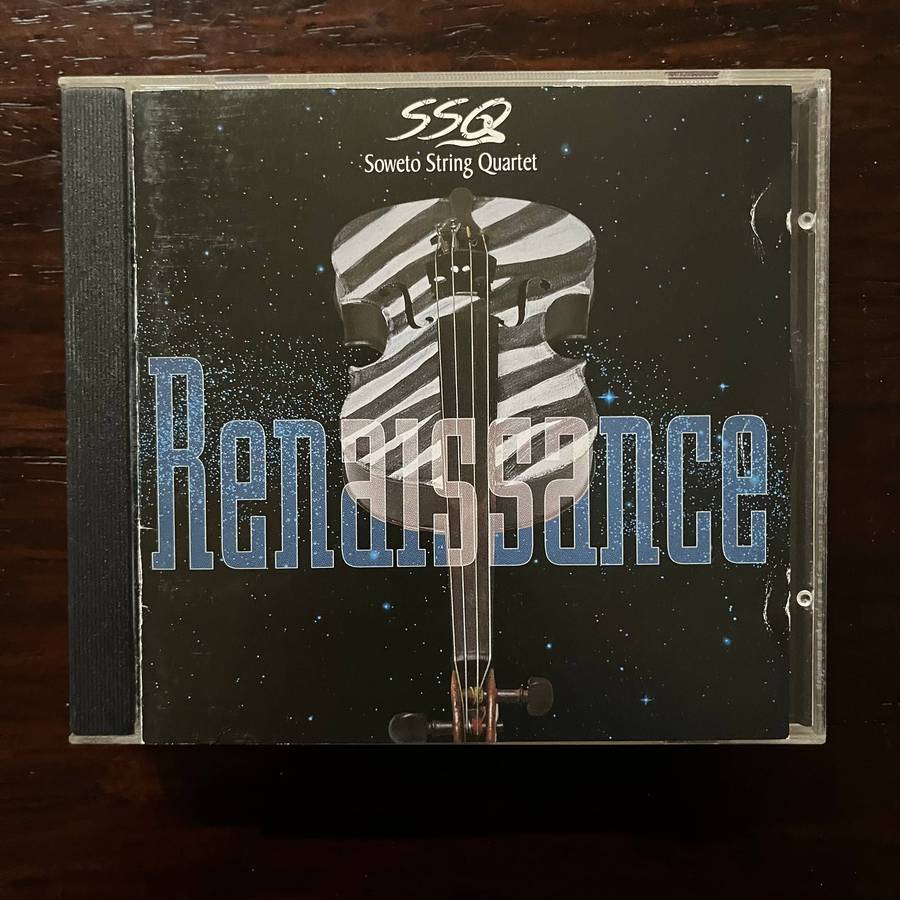 SSQ
Soweto String Quartet
Renaissance